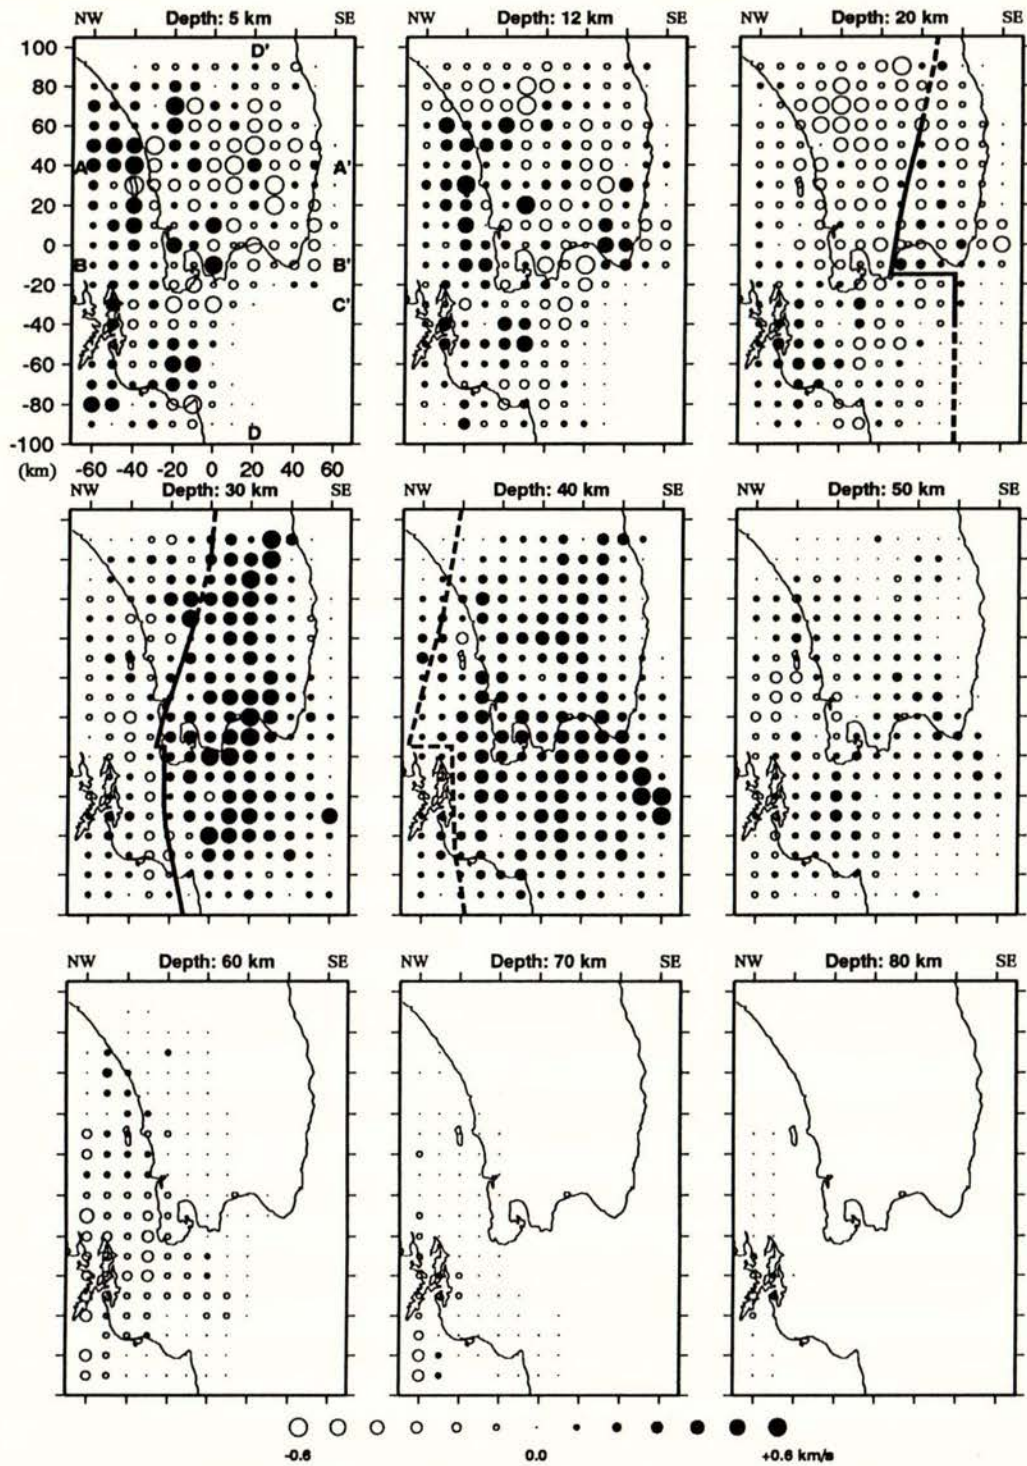 NW Depth: 5 km SE
NW Depth: 12 km SE
NW Depth: 20 km SE
100
80
60
40
20
0
-20
-40
-60
-80
-100
D'
A A'
B B'
C'
D
(km) -60 -40 -20 0 20 40 60
NW Depth: 30 km SE
NW Depth: 40 km SE
NW Depth: 50 km SE
NW Depth: 60 km SE
NW Depth: 70 km SE
NW Depth: 80 km SE
-0.6 0.0 +0.6 km/s